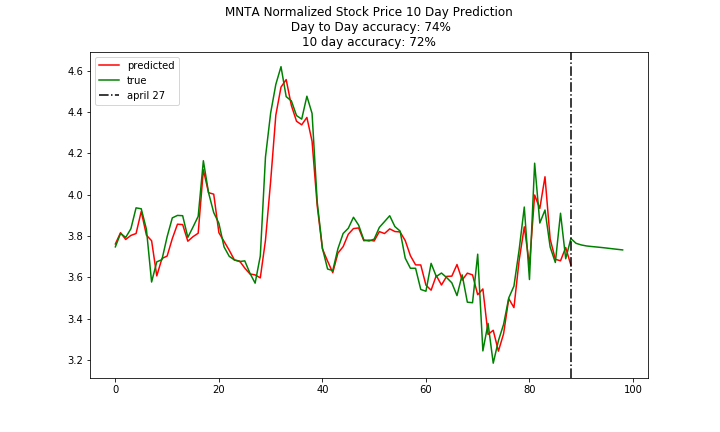 MNTA Normalized Stock Price 10 Day Prediction
Day to Day accuracy: 74%
10 day accuracy: 72%
predicted
true
april 27
4.6
4.4
4.2
4.0
3.8
3.6
3.4
3.2
0 20 40 60 80 100